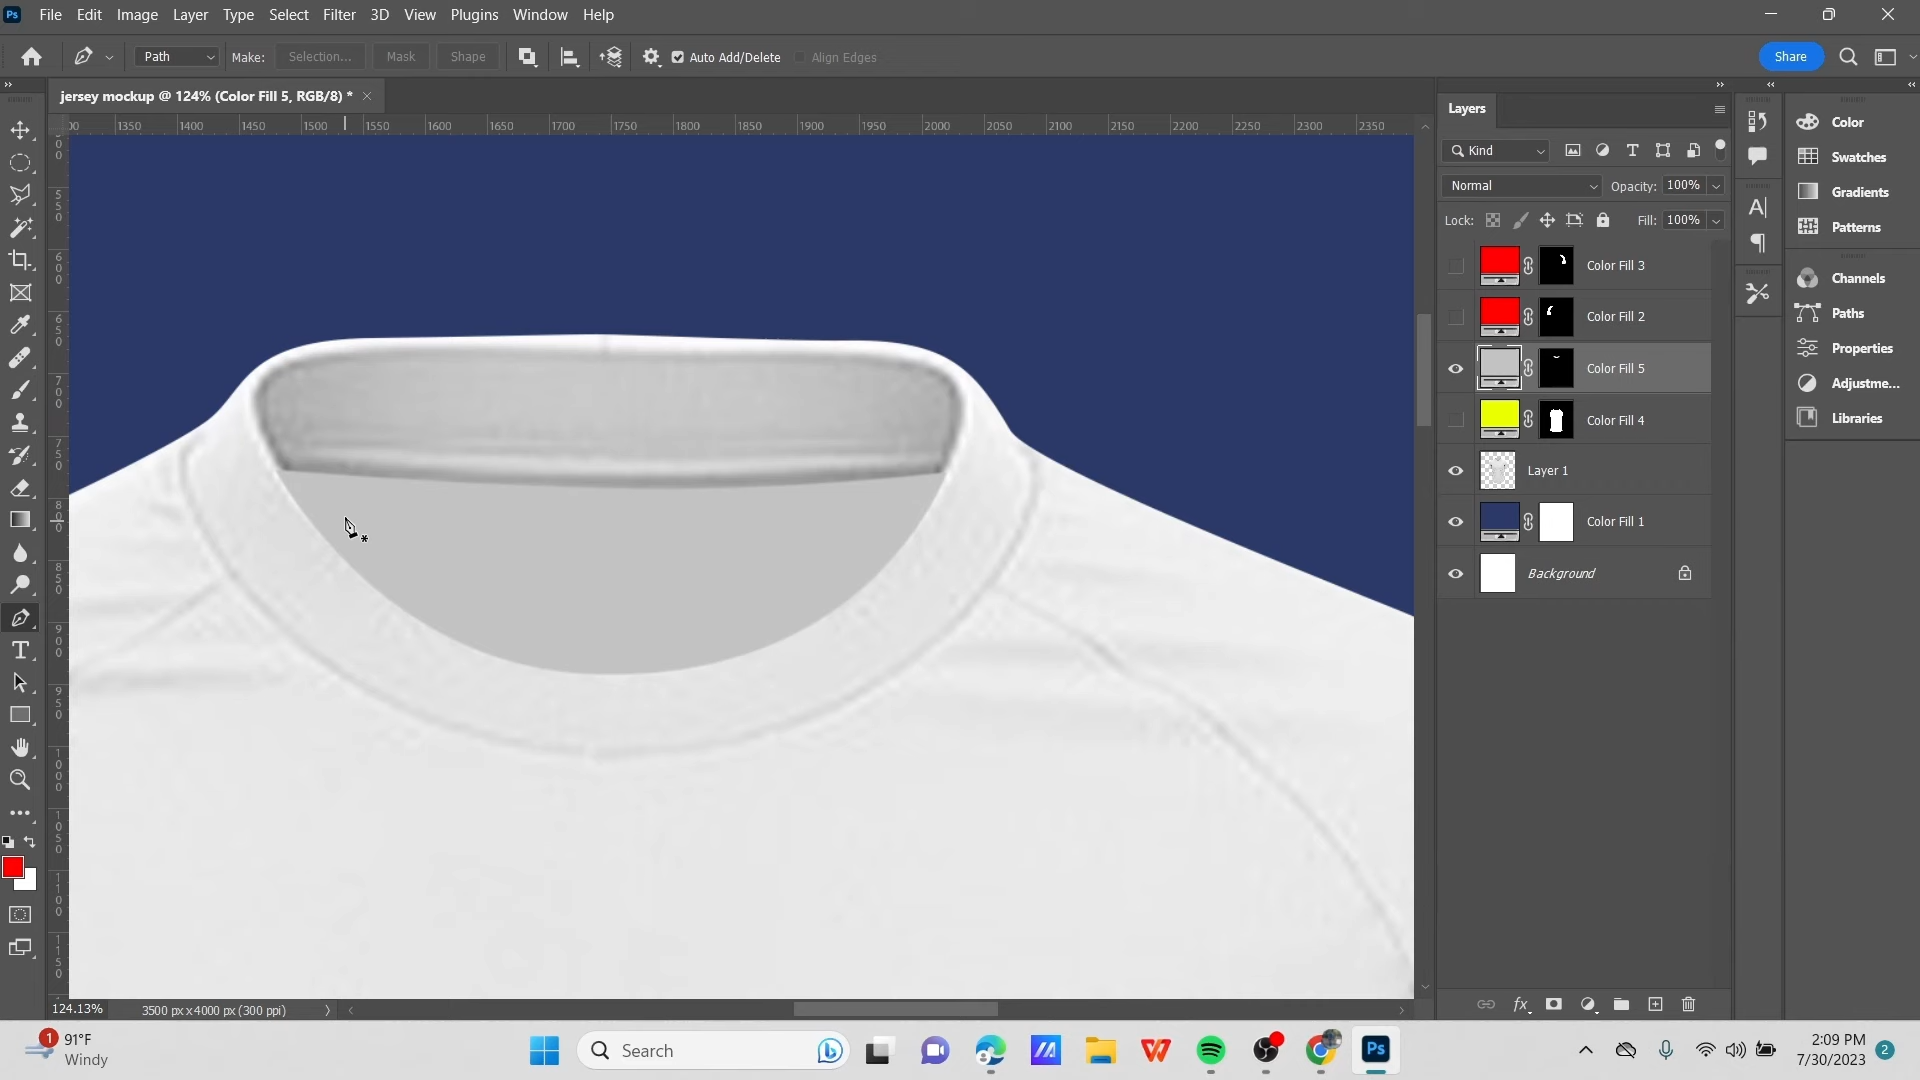 Ps File Edit Image Layer Type Select Filter 3D View Plugins Window Help
Path Make: Selection... Mask Shape Auto Add/Delete Align Edges Share
jersey mockup @ 124% (Color Fill 5, RGB/8) *
1350 1400 1450 1500 1550 1600 1650 1700 1750 1800 1850 1900 1950 2000 2050 2100 2150 2200 2250 2300 2350
Layers
Kind
Normal Opacity: 100%
Lock: Fill: 100%
Color Fill 3
Color Fill 2
Color Fill 5
Color Fill 4
Layer 1
Color Fill 1
Background
Color
Swatches
Gradients
Patterns
Channels
Paths
Properties
Adjustme...
Libraries
124.13% 3500 px x 4000 px (300 ppi)
1
91°F
Windy
Search
Ps
2:09 PM
7/30/2023
2